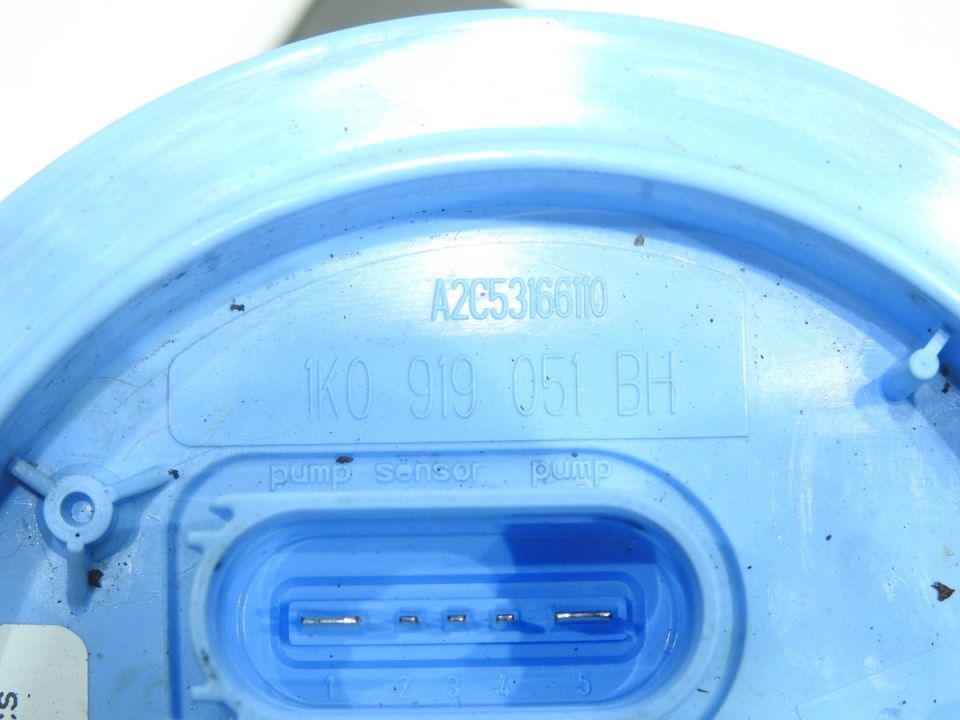 A2C53166110
1K0 919 051 BH
pump sensor pump
1 2 3 4 5